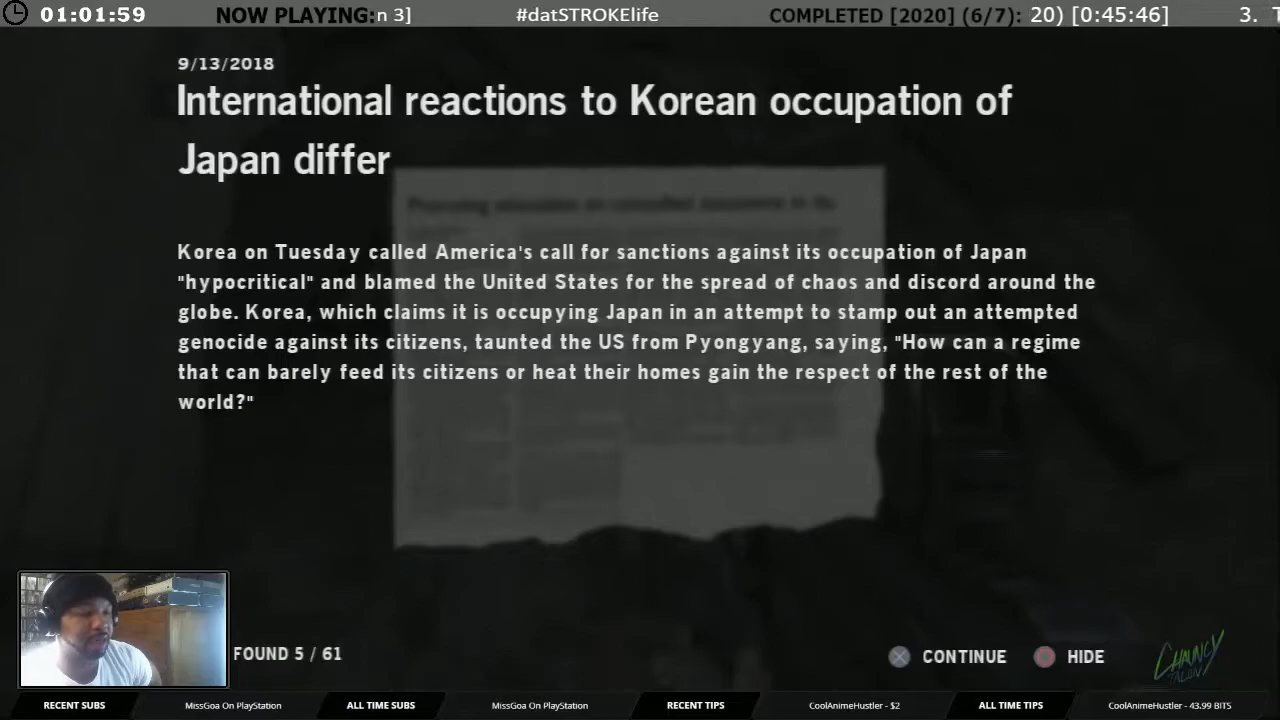 01:01:59 NOW PLAYING: n 3] #datSTROKElife COMPLETED [2020] (6/7): 20) [0:45:46] 3.
9/13/2018
International reactions to Korean occupation of
Japan differ
Korea on Tuesday called America's call for sanctions against its occupation of Japan
"hypocritical" and blamed the United States for the spread of chaos and discord around the
globe. Korea, which claims it is occupying Japan in an attempt to stamp out an attempted
genocide against its citizens, taunted the US from Pyongyang, saying, "How can a regime
that can barely feed its citizens or heat their homes gain the respect of the rest of the
world?"
FOUND 5 / 61 CONTINUE HIDE
CHAUNCY
TALON
RECENT SUBS MissGoa On PlayStation ALL TIME SUBS MissGoa On PlayStation RECENT TIPS CoolAnimeHustler - $2 ALL TIME TIPS CoolAnimeHustler - 43.99 BITS